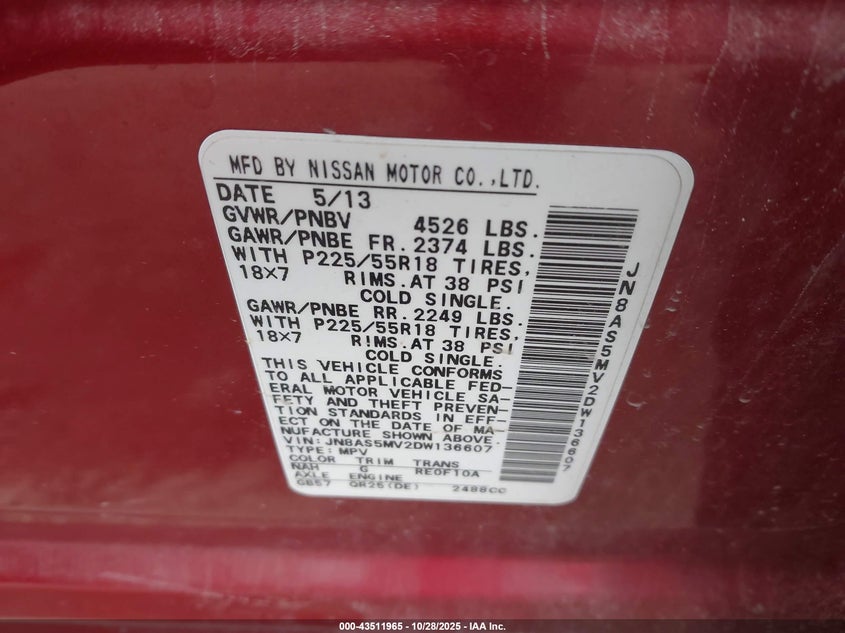 MFD BY NISSAN MOTOR CO.,LTD.
DATE 5/13
GVWR/PNBV 4526 LBS.
GAWR/PNBE FR. 2374 LBS.
WITH P225/55R18 TIRES,
18×7 RIMS.AT 38 PSI
COLD SINGLE.
GAWR/PNBE RR. 2249 LBS.
WITH P225/55R18 TIRES,
18×7 RIMS.AT 38 PSI
COLD SINGLE.
THIS VEHICLE CONFORMS
TO ALL APPLICABLE FED-
ERAL MOTOR VEHICLE SA-
FETY AND THEFT PREVEN-
TION STANDARDS IN EFF-
ECT ON THE DATE OF MA-
NUFACTURE SHOWN ABOVE.
VIN: JN8AS5MV2DW136607
TYPE: MPV
COLOR TRIM TRANS
NAH G RE0F10A
AXLE ENGINE
GB57 QR25(DE) 2488CC
JN8AS5MV2DW136607
000-43511965 | 10/28/2025 | © IAA Inc.